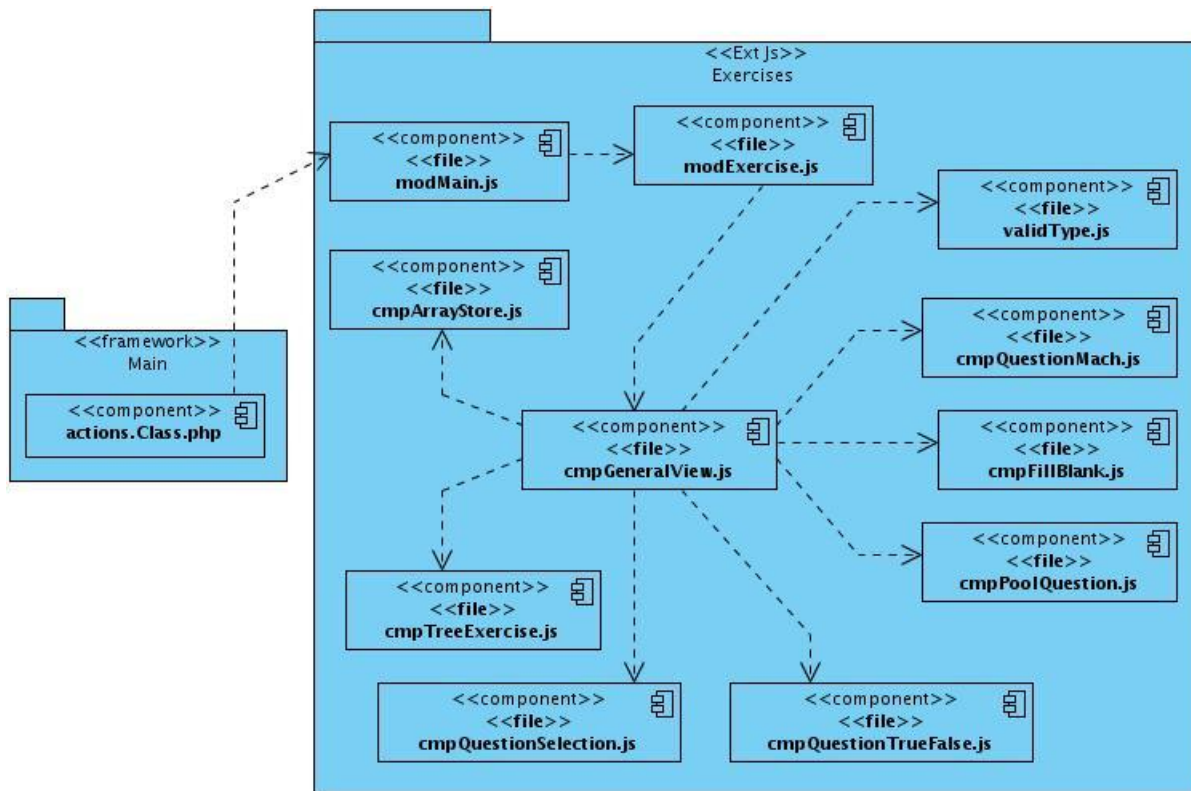 <<Ext Js>>
Exercises
<<component>>
<<file>>
modMain.js
<<component>>
<<file>>
modExercise.js
<<component>>
<<file>>
validType.js
<<component>>
<<file>>
cmpArrayStore.js
<<framework>>
Main
<<component>>
actions.Class.php
<<component>>
<<file>>
cmpQuestionMach.js
<<component>>
<<file>>
cmpGeneralView.js
<<component>>
<<file>>
cmpFillBlank.js
<<component>>
<<file>>
cmpPoolQuestion.js
<<component>>
<<file>>
cmpTreeExercise.js
<<component>>
<<file>>
cmpQuestionSelection.js
<<component>>
<<file>>
cmpQuestionTrueFalse.js